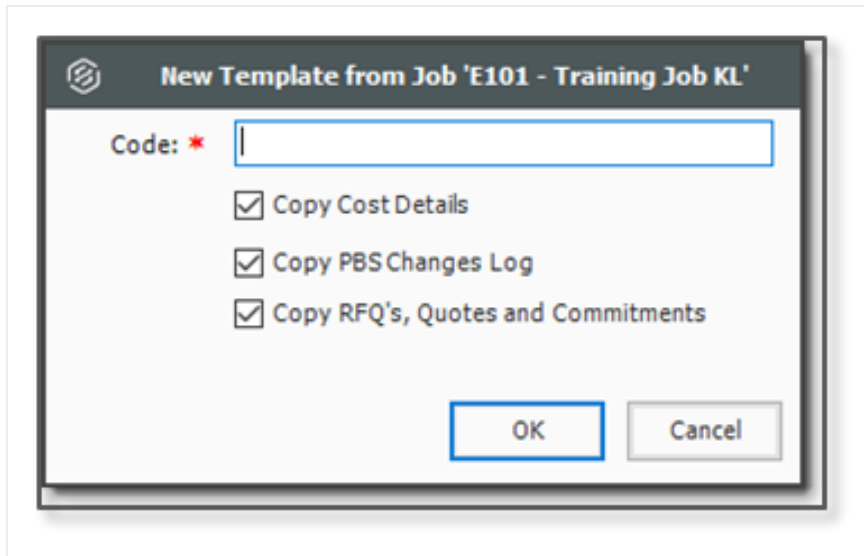 New Template from Job 'E101 - Training Job KL'
Code: *
Copy Cost Details
Copy PBS Changes Log
Copy RFQ's, Quotes and Commitments
OK Cancel